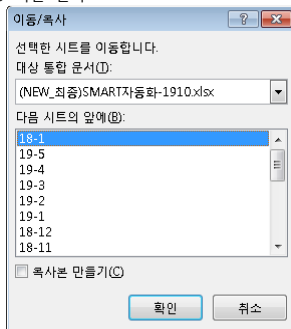 이동/복사
선택한 시트를 이동합니다.
대상 통합 문서(T):
(NEW_최종)SMART자동화-1910.xlsx
다음 시트의 앞에(B):
18-1
19-5
19-4
19-3
19-2
19-1
18-12
18-11
복사본 만들기(C)
확인 취소